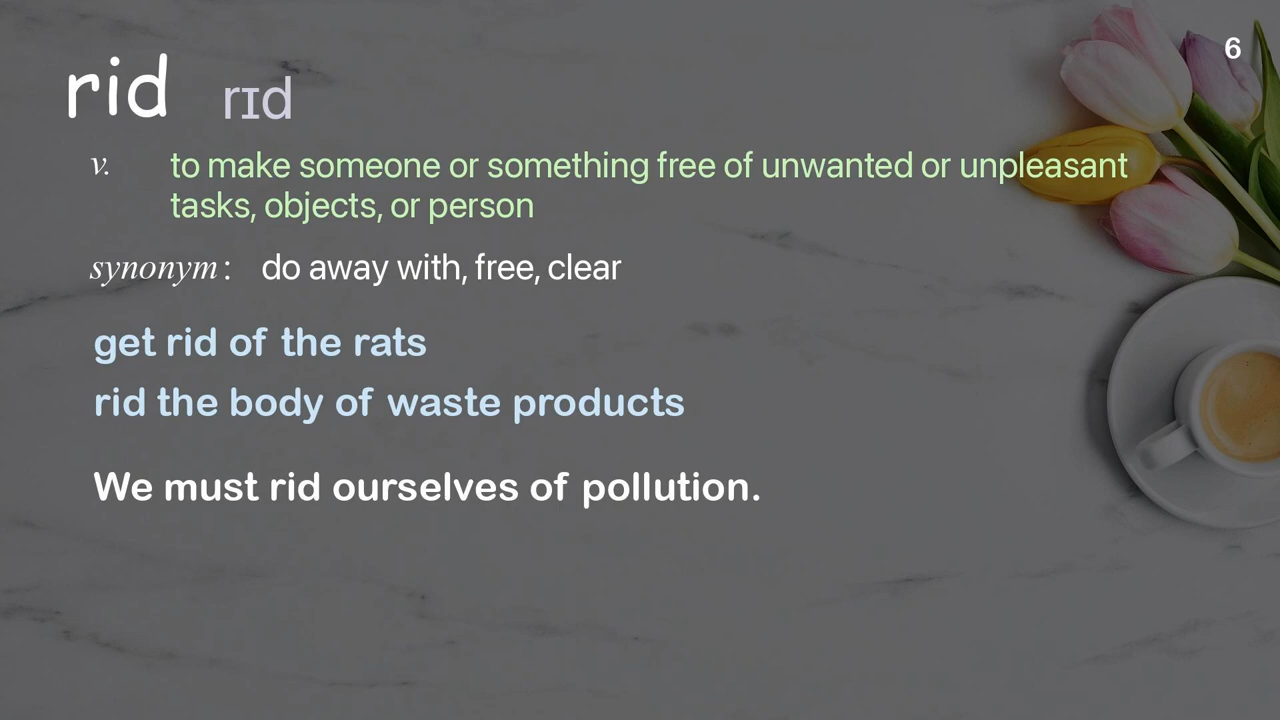 6
rid rɪd
v. to make someone or something free of unwanted or unpleasant
tasks, objects, or person
synonym: do away with, free, clear
get rid of the rats
rid the body of waste products
We must rid ourselves of pollution.